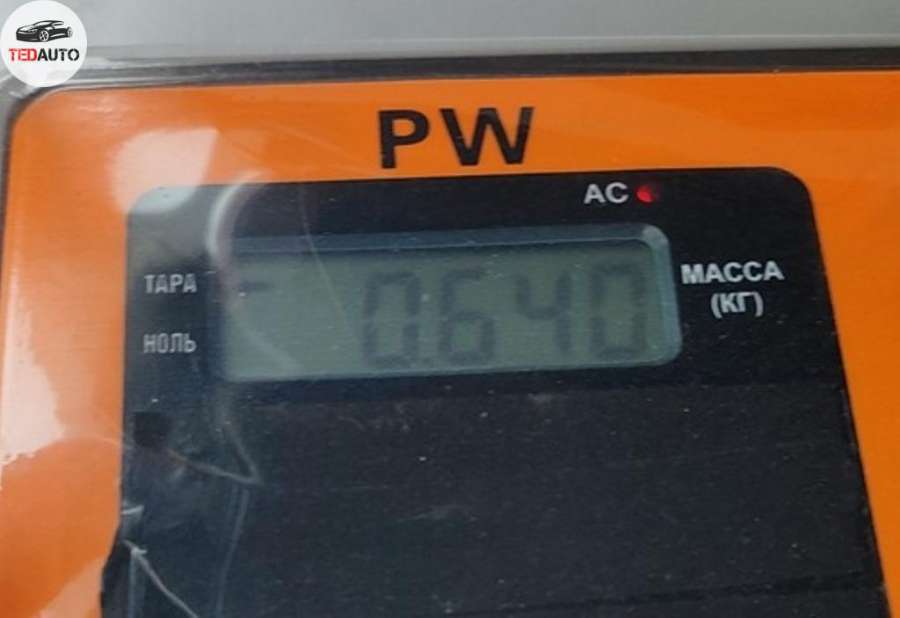 TEDAUTO
PW
AC
ТАРА
0.640
МАССА
(КГ)
НОЛЬ